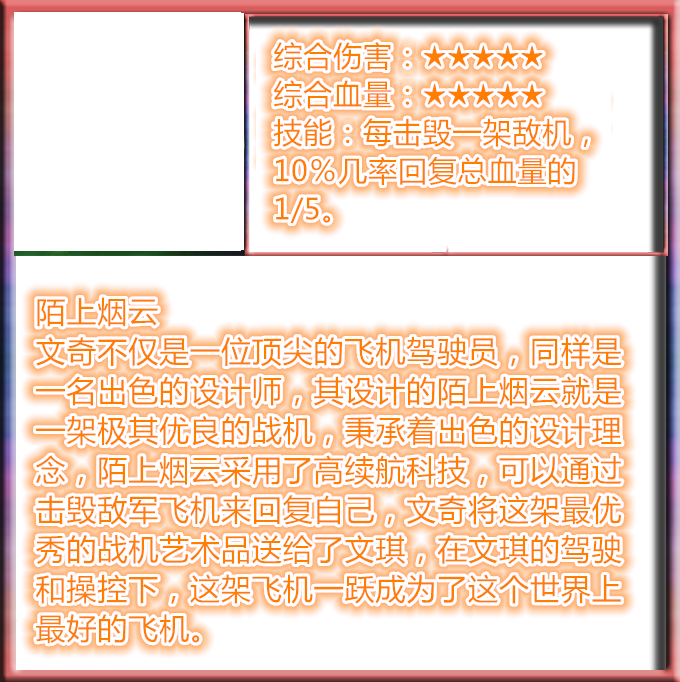 综合伤害：★★★★★
综合血量：★★★★★
技能：每击毁一架敌机，
10%几率回复总血量的
1/5。
陌上烟云
文奇不仅是一位顶尖的飞机驾驶员，同样是
一名出色的设计师，其设计的陌上烟云就是
一架极其优良的战机，秉承着出色的设计理
念，陌上烟云采用了高续航科技，可以通过
击毁敌军飞机来回复自己，文奇将这架最优
秀的战机艺术品送给了文琪，在文琪的驾驶
和操控下，这架飞机一跃成为了这个世界上
最好的飞机。